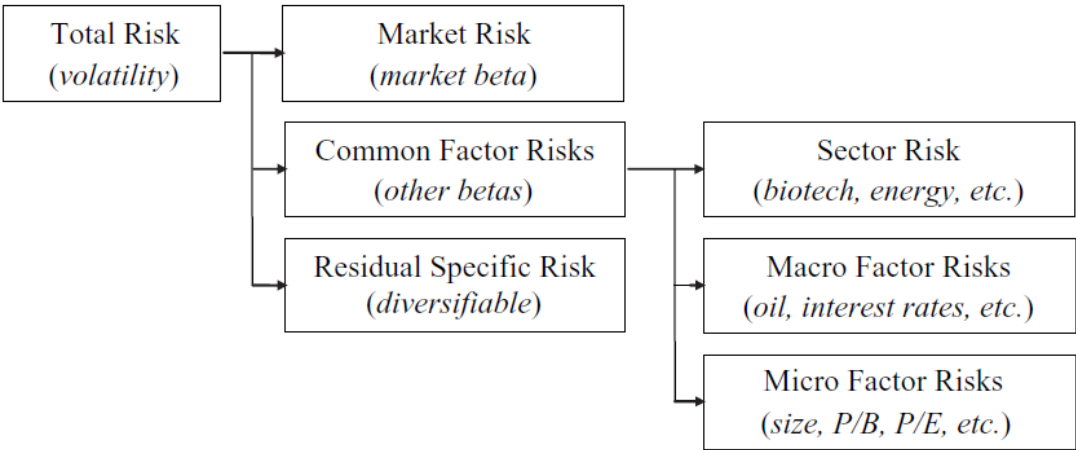 Total Risk
(volatility)
Market Risk
(market beta)
Common Factor Risks
(other betas)
Residual Specific Risk
(diversifiable)
Sector Risk
(biotech, energy, etc.)
Macro Factor Risks
(oil, interest rates, etc.)
Micro Factor Risks
(size, P/B, P/E, etc.)